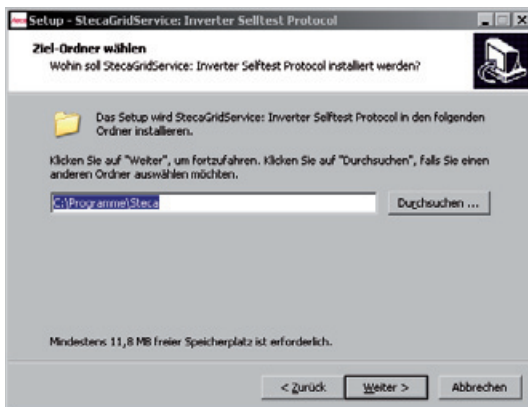 Setup - StecaGridService: Inverter Selltest Protocol
Ziel-Ordner wählen
Wohin soll StecaGridService: Inverter Selftest Protocol installiert werden?
Das Setup wird StecaGridService: Inverter Selftest Protocol in den folgenden
Ordner installieren.
Klicken Sie auf "Weiter", um fortzufahren. Klicken Sie auf "Durchsuchen", falls Sie einen
anderen Ordner auswählen möchten.
C:\Programme\Steca
Durchsuchen ...
Mindestens 11,8 MB freier Speicherplatz ist erforderlich.
< Zurück
Weiter >
Abbrechen